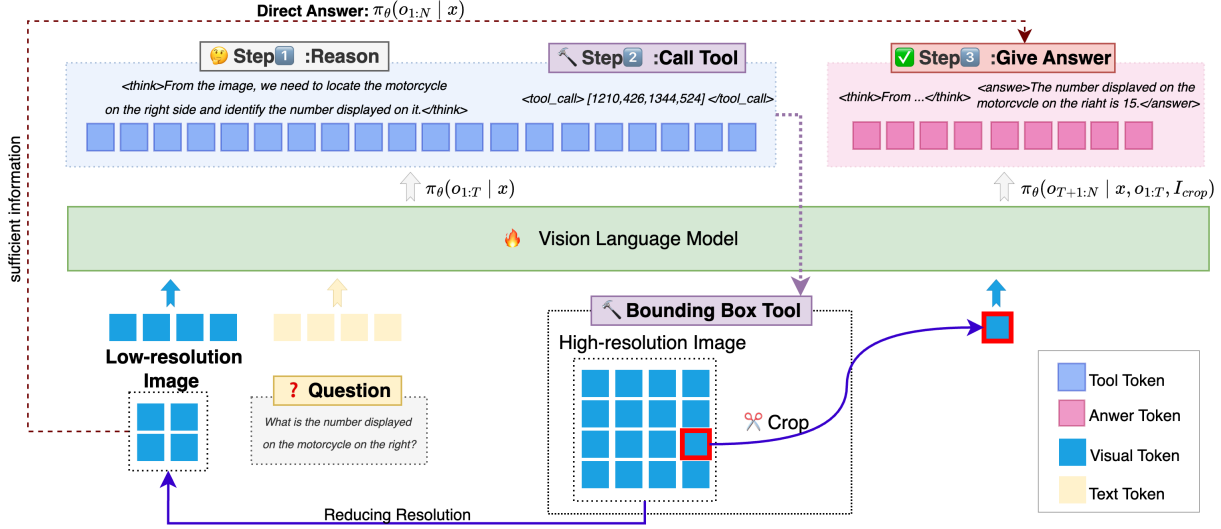 Direct Answer: πθ(o1:N | x)
🤔 Step1️⃣ :Reason
🔨 Step2️⃣ :Call Tool
✅ Step3️⃣ :Give Answer
<think>From the image, we need to locate the motorcycle
on the right side and identify the number displayed on it.</think>
<tool_call> [1210,426,1344,524] </tool_call>
<think>From ...</think>
<answe>The number displayed on the
motorcvcle on the riaht is 15.</answer>
sufficient information
πθ(o1:T | x)
πθ(oT+1:N | x, o1:T, Icrop)
🔥 Vision Language Model
Low-resolution
Image
❓ Question
What is the number displayed
on the motorcycle on the right?
🔨 Bounding Box Tool
High-resolution Image
✂️ Crop
Reducing Resolution
Tool Token
Anwer Token
Visual Token
Text Token